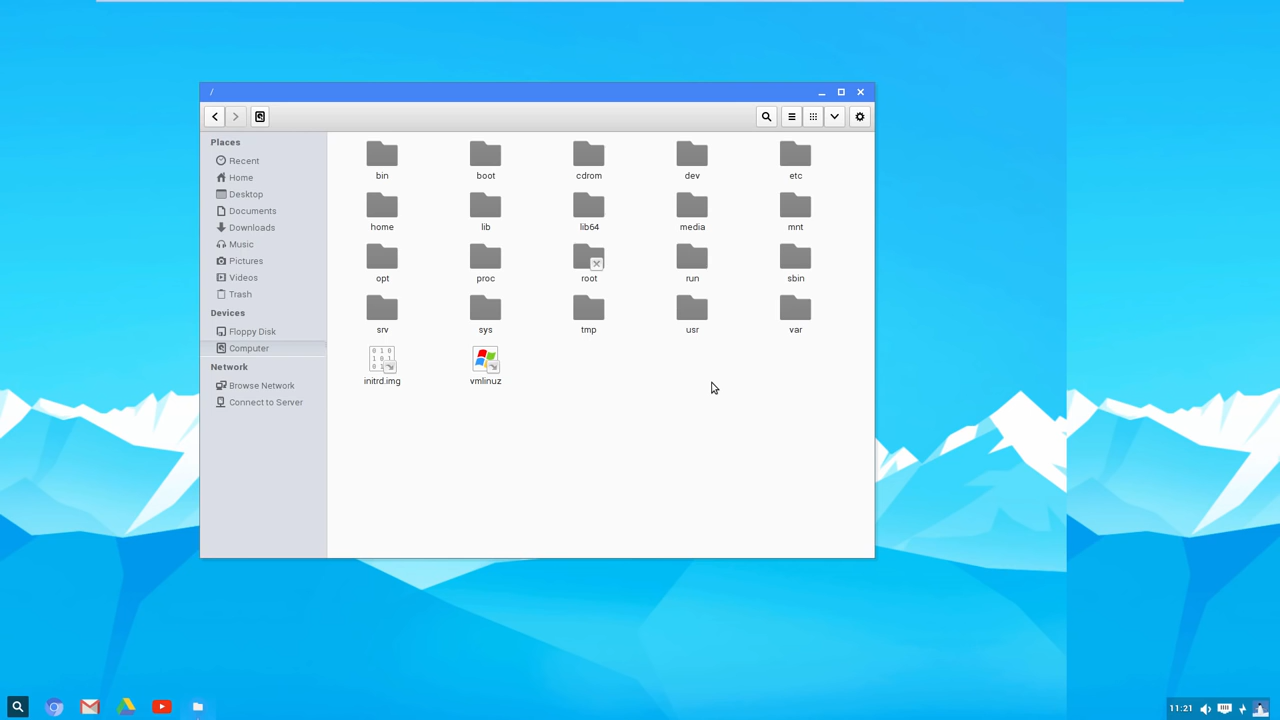 /
Places
Recent
Home
Desktop
Documents
Downloads
Music
Pictures
Videos
Trash
Devices
Floppy Disk
Computer
Network
Browse Network
Connect to Server
bin boot cdrom dev etc
home lib lib64 media mnt
opt proc root run sbin
srv sys tmp usr var
initrd.img vmlinuz
11:21